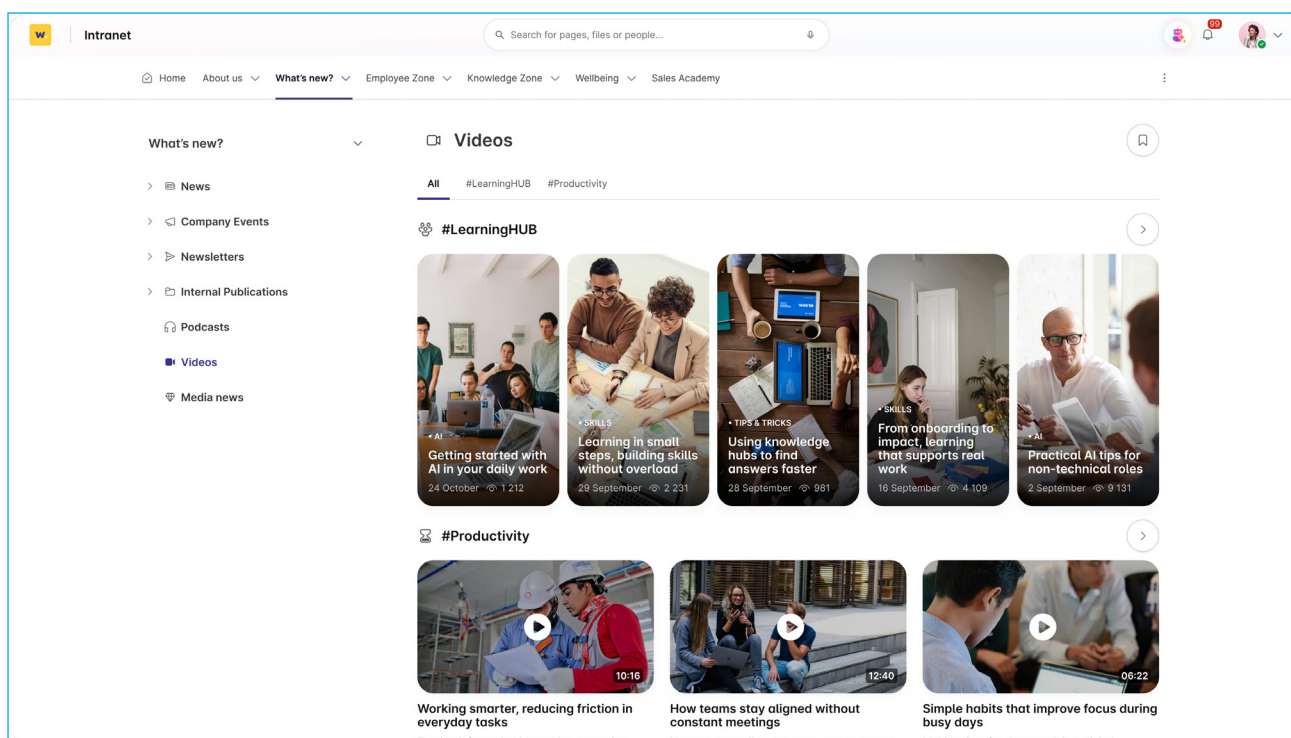 w.
Intranet
Search for pages, files or people...
99
Home
About us
What's new?
Employee Zone
Knowledge Zone
Wellbeing
Sales Academy
What's new?
News
Company Events
Newsletters
Internal Publications
Podcasts
Videos
Media news
Videos
All
#LearningHUB
#Productivity
#LearningHUB
• AI
Getting started with
AI in your daily work
24 October 1 212
• SKILLS
Learning in small
steps, building skills
without overload
29 September 2 231
• TIPS & TRICKS
Using knowledge
hubs to find
answers faster
28 September 981
• SKILLS
From onboarding to
impact, learning
that supports real
work
16 September 4 109
• AI
Practical AI tips for
non-technical roles
2 September 9 131
#Productivity
10:16
Working smarter, reducing friction in
everyday tasks
12:40
How teams stay aligned without
constant meetings
06:22
Simple habits that improve focus during
busy days